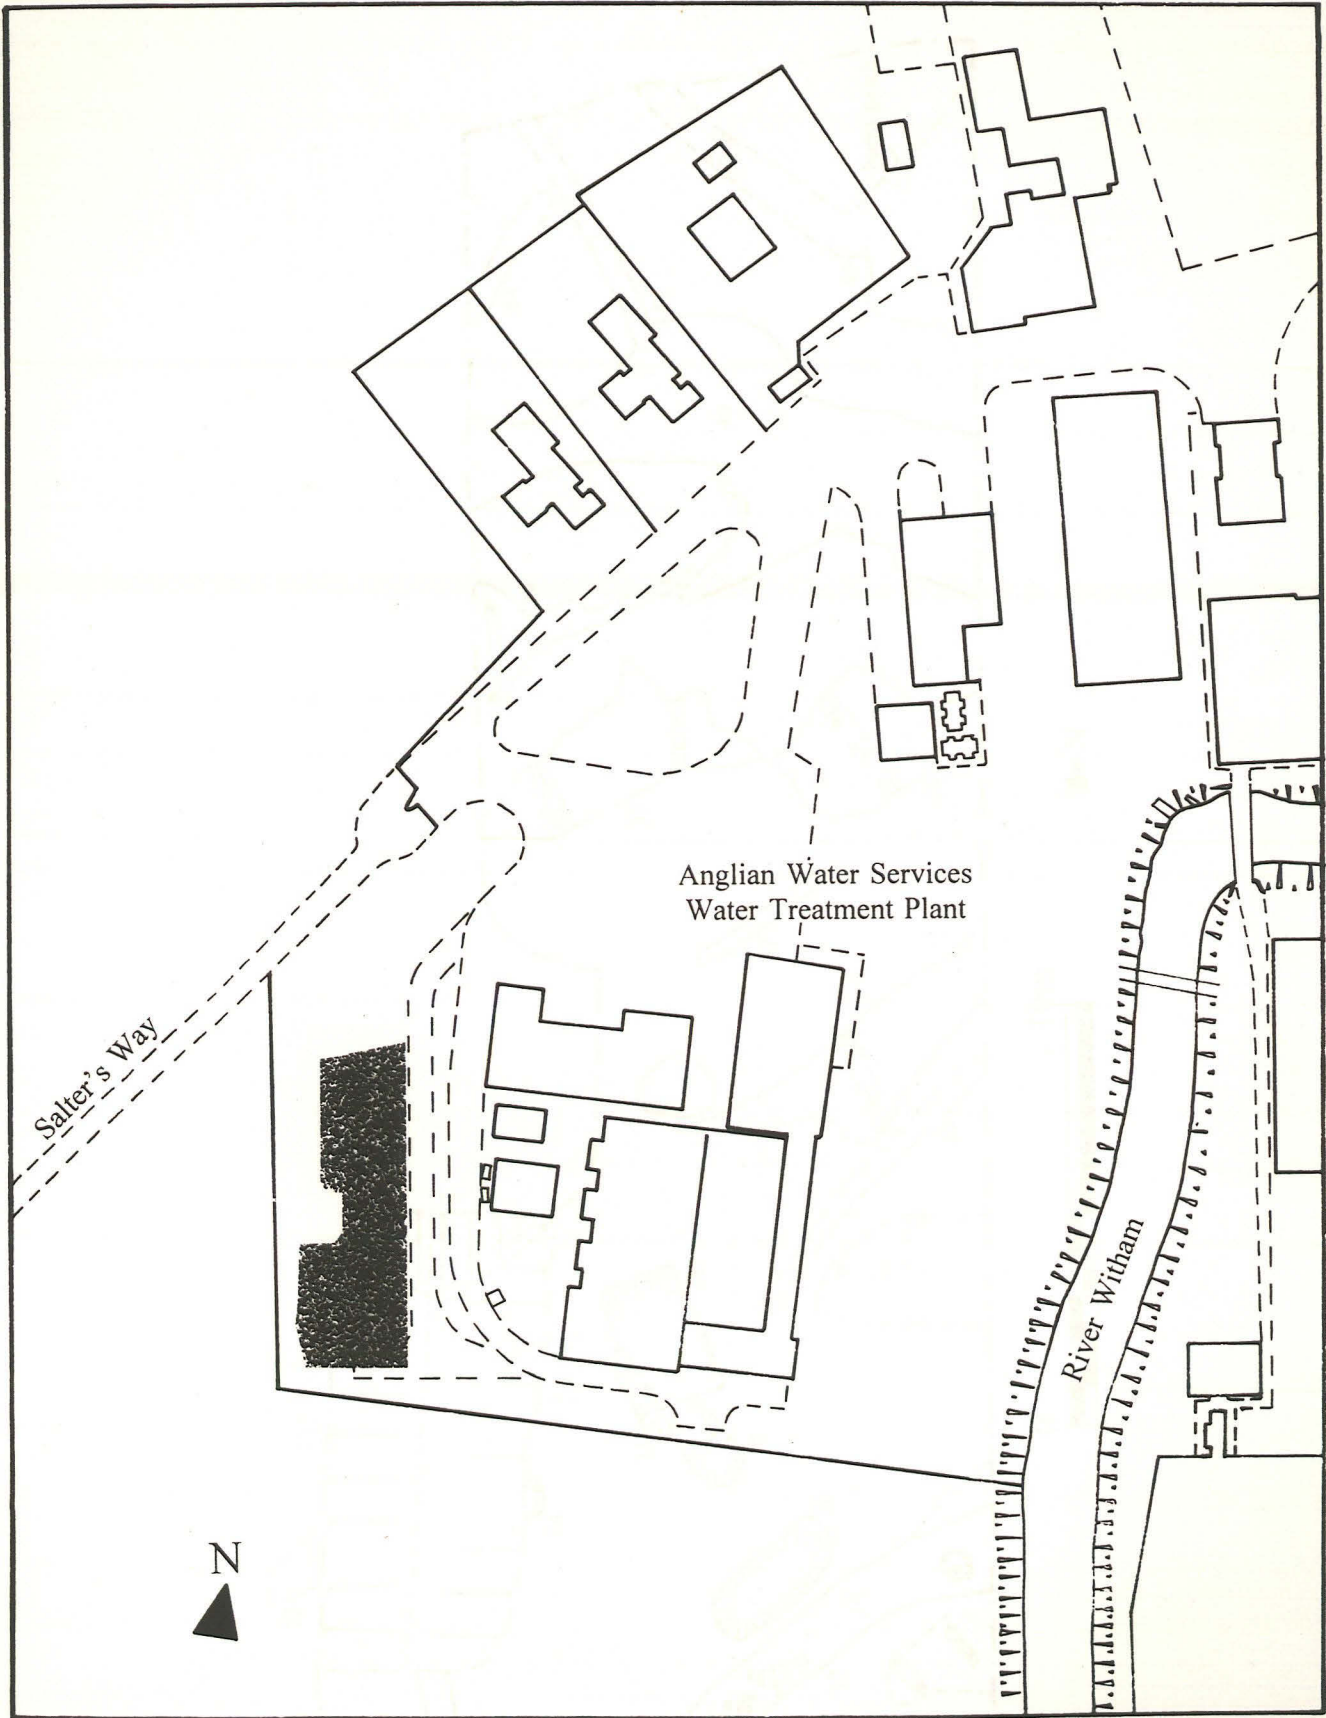 Anglian Water Services
Water Treatment Plant
Salter's Way
River Witham
N